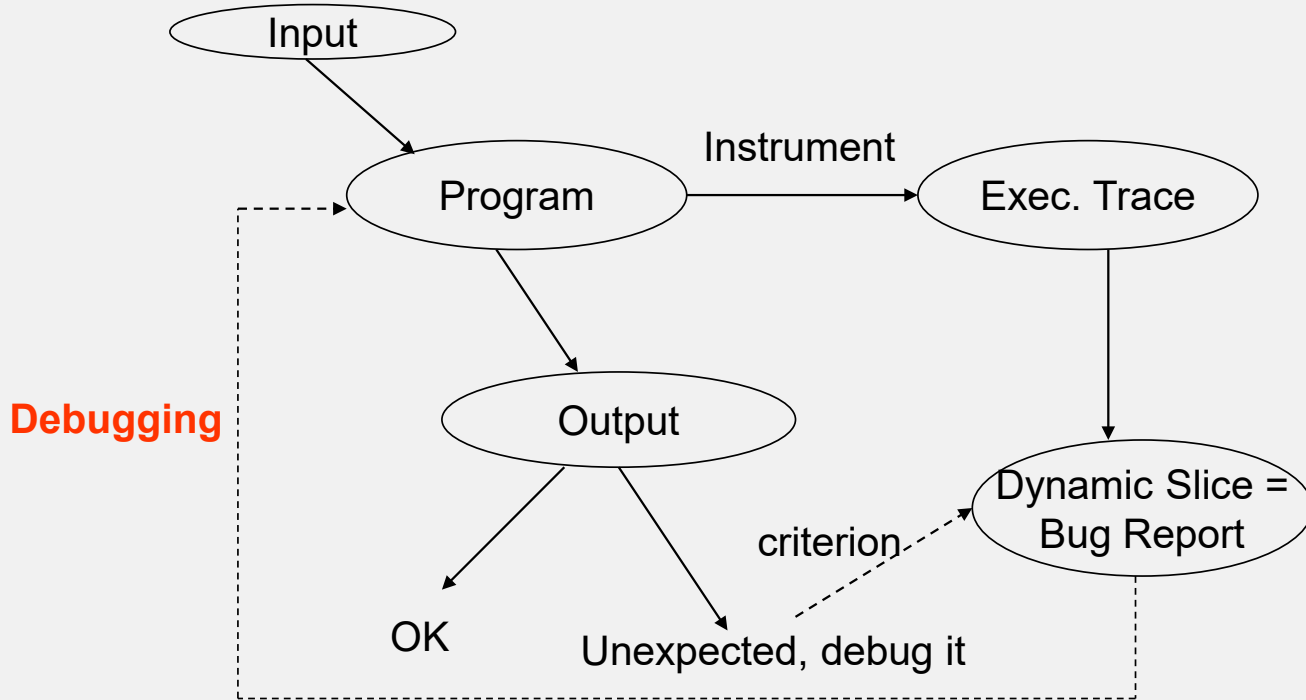 Input
Instrument
Program
Exec. Trace
Debugging
Output
Dynamic Slice =
Bug Report
criterion
OK
Unexpected, debug it